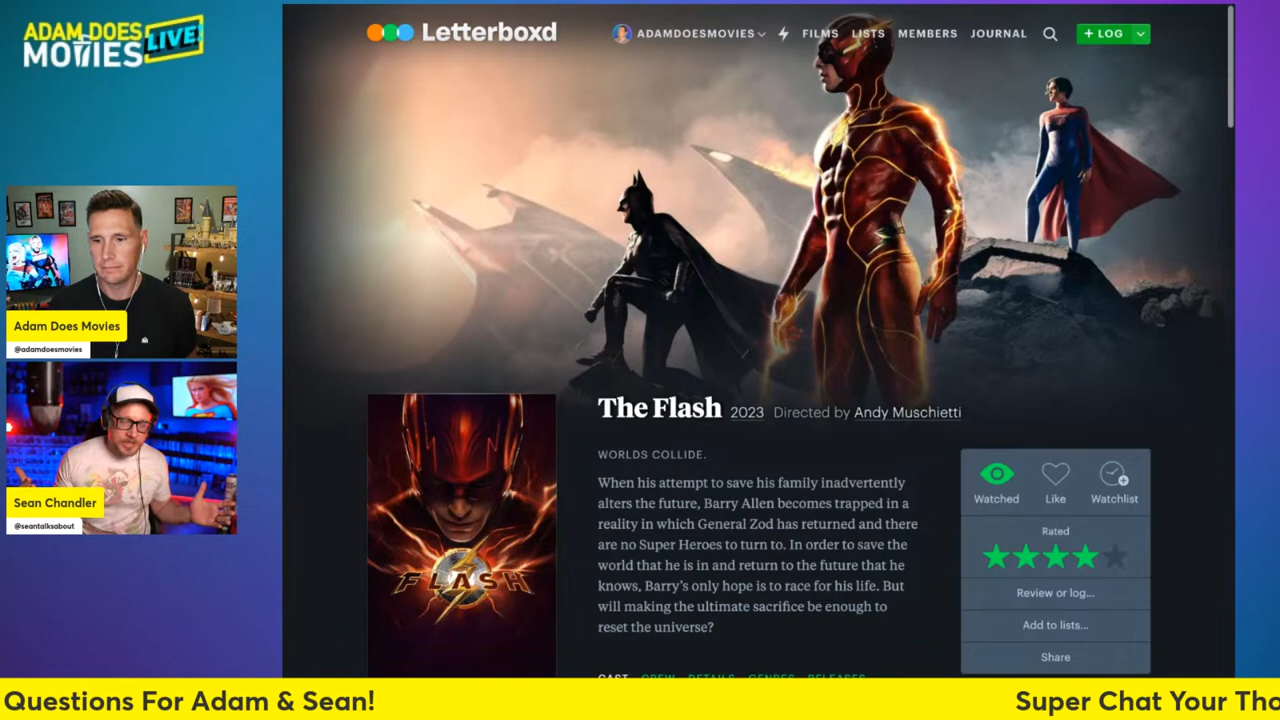 ADAM DOES
MOVIES
LIVE!
Letterboxd
ADAMDOESMOVIES
FILMS
LISTS
MEMBERS
JOURNAL
+ LOG
Adam Does Movies
@adamdoesmovies
Sean Chandler
@seantalksabout
FLASH
The Flash 2023 Directed by Andy Muschietti
WORLDS COLLIDE.
When his attempt to save his family inadvertently
alters the future, Barry Allen becomes trapped in a
reality in which General Zod has returned and there
are no Super Heroes to turn to. In order to save the
world that he is in and return to the future that he
knows, Barry's only hope is to race for his life. But
will making the ultimate sacrifice be enough to
reset the universe?
Watched
Like
Watchlist
Rated
Review or log...
Add to lists...
Share
CAST CREW DETAILS GENRES RELEASES
Questions For Adam & Sean!
Super Chat Your Tho